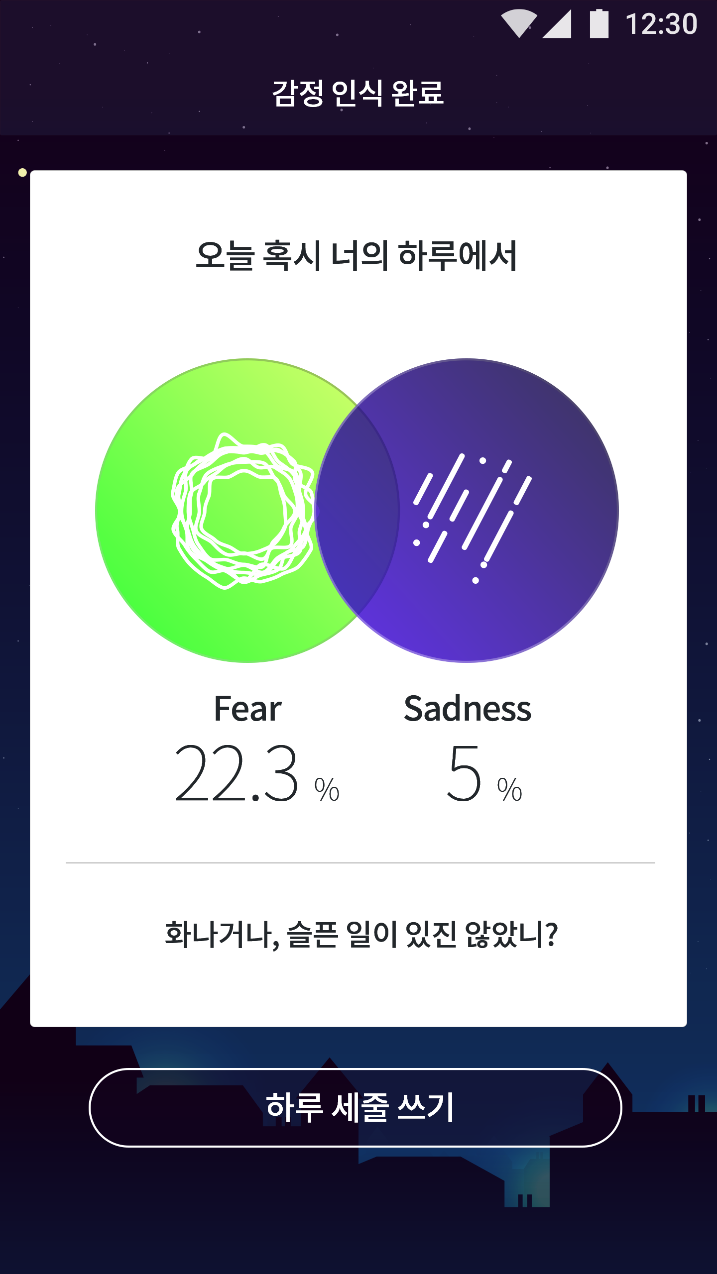 12:30
감정 인식 완료
오늘 혹시 너의 하루에서
Fear Sadness
22.3 % 5 %
화나거나, 슬픈 일이 있진 않았니?
하루 세줄 쓰기